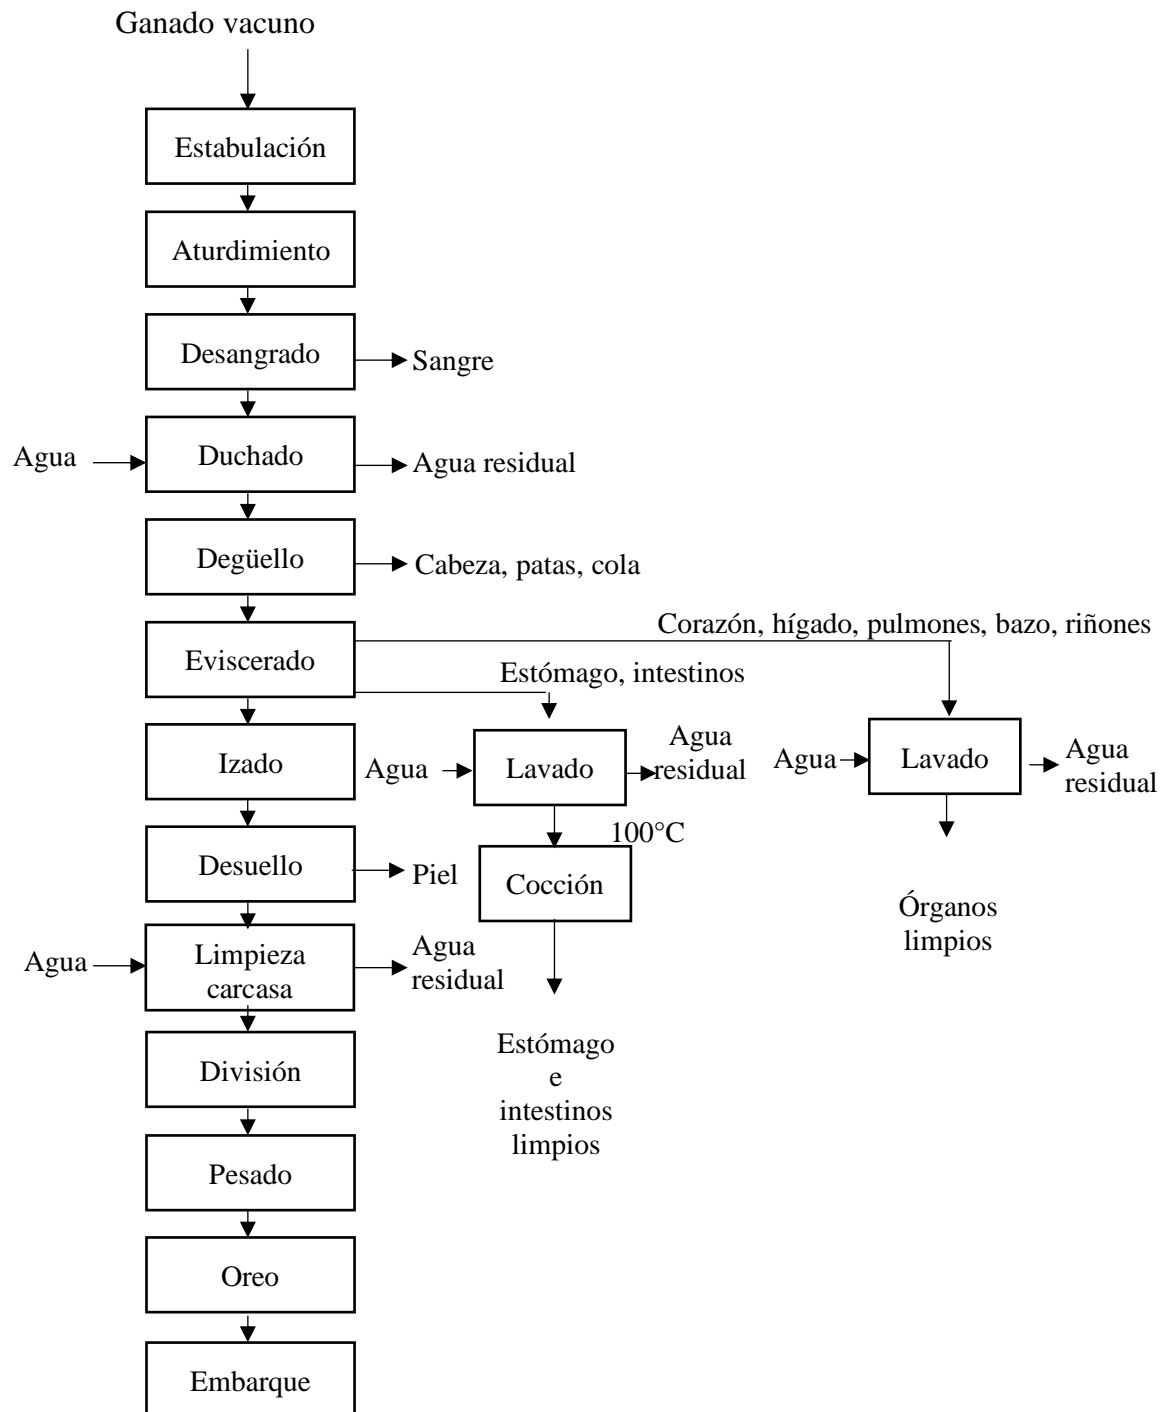 Ganado vacuno
Estabulación
Aturdimiento
Desangrado
Sangre
Agua
Duchado
Agua residual
Degüello
Cabeza, patas, cola
Corazón, hígado, pulmones, bazo, riñones
Eviscerado
Estómago, intestinos
Izado
Agua
Lavado
Agua
residual
Agua
Lavado
Agua
residual
100°C
Desuello
Piel
Cocción
Órganos
limpios
Agua
Limpieza
carcasa
Agua
residual
División
Estómago
e
intestinos
limpios
Pesado
Oreo
Embarque